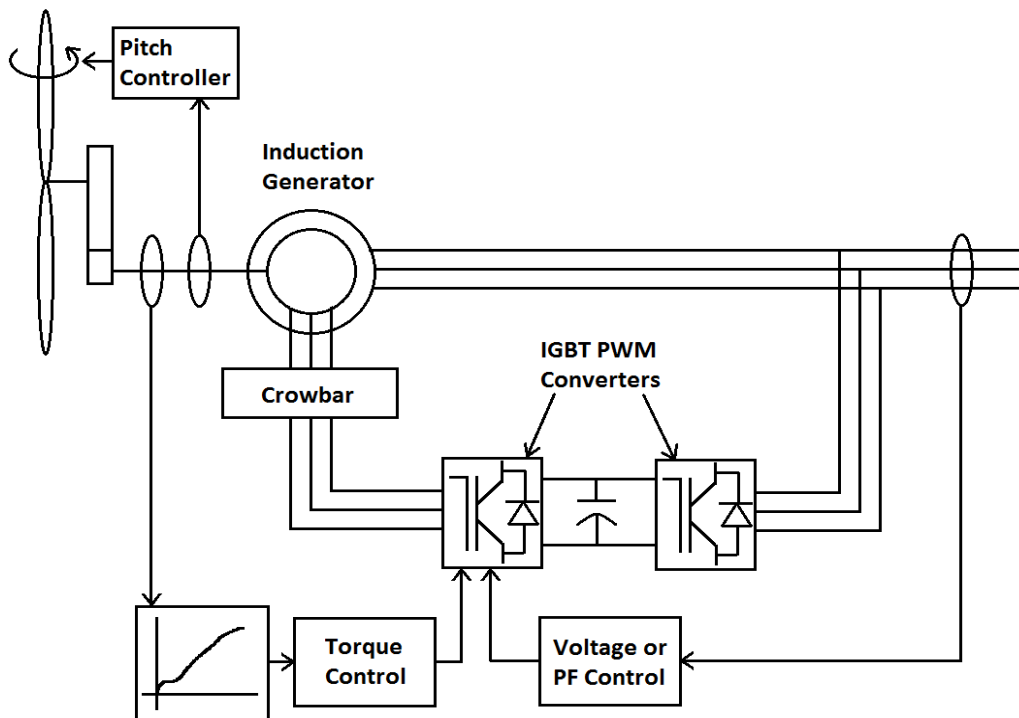 Pitch
Controller
Induction
Generator
IGBT PWM
Converters
Crowbar
Torque
Control
Voltage or
PF Control